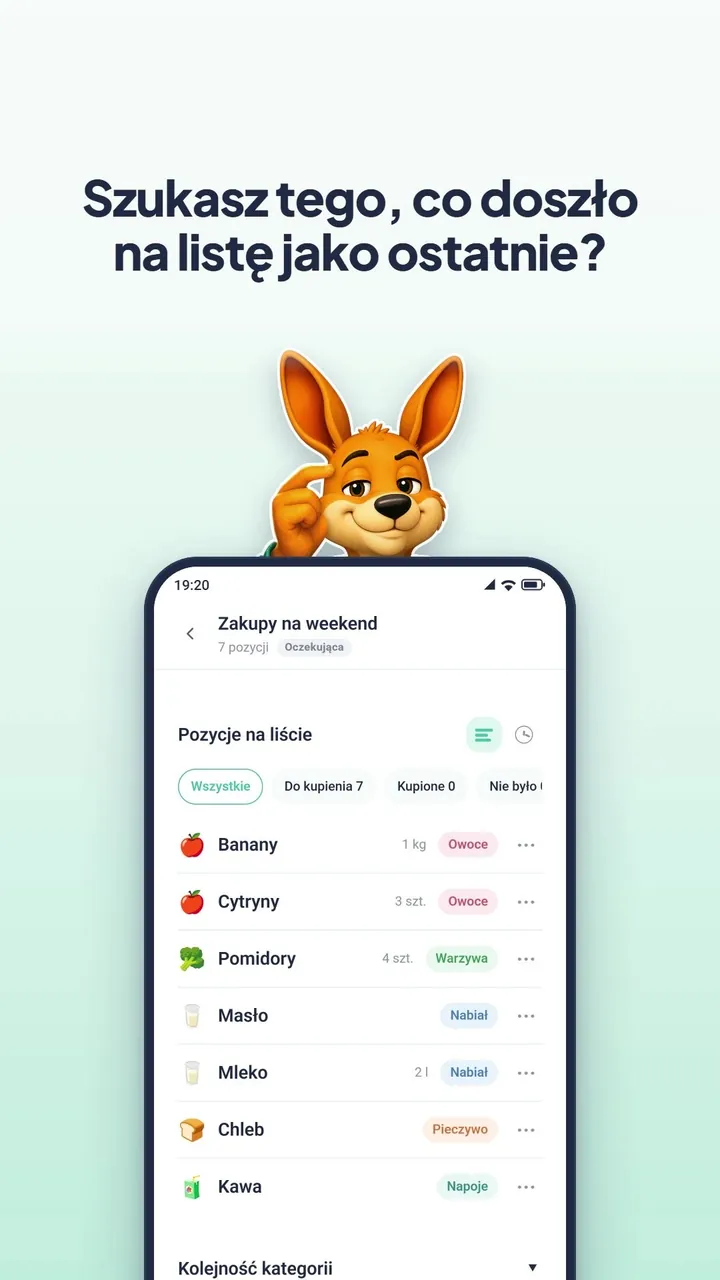 Szukasz tego, co doszło
na listę jako ostatnie?
19:20
Zakupy na weekend
7 pozycji Oczekująca
Pozycje na liście
Wszystkie Do kupienia 7 Kupione 0 Nie było
Banany 1 kg Owoce
Cytryny 3 szt. Owoce
Pomidory 4 szt. Warzywa
Masło Nabiał
Mleko 2 l Nabiał
Chleb Pieczywo
Kawa Napoje
Kolejność kategorii